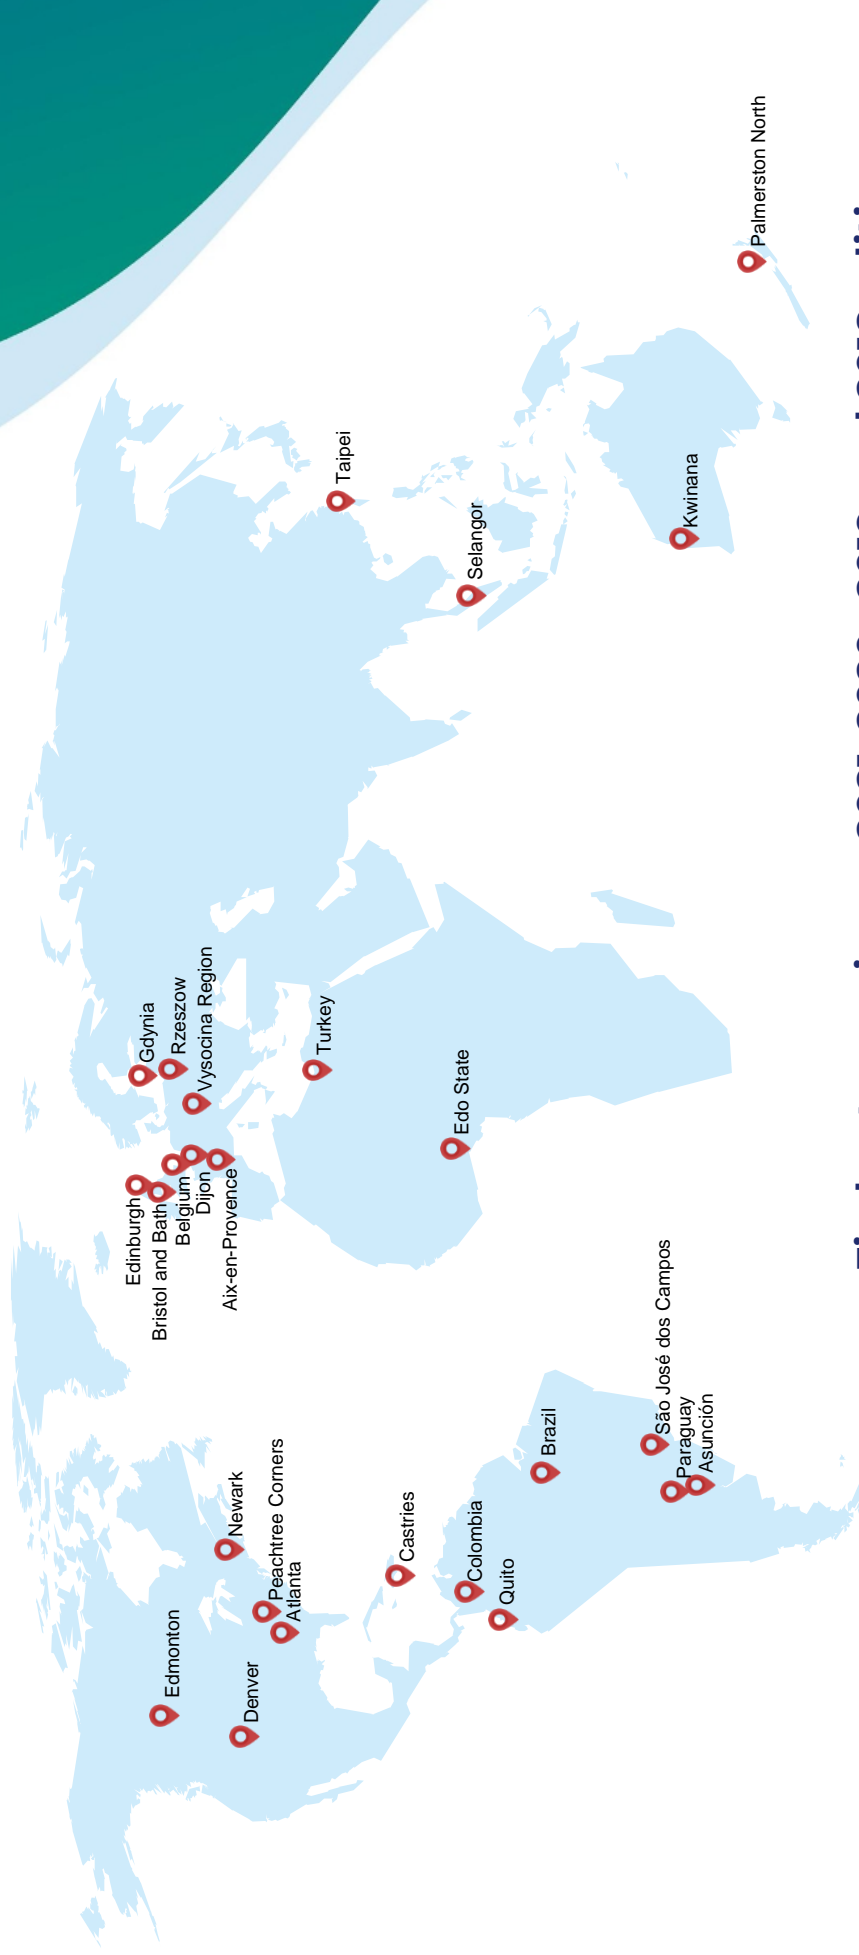 Edmonton
Denver
Newark
Peachtree Corners
Atlanta
Castries
Colombia
Quito
Brazil
São José dos Campos
Paraguay
Asunción
Edinburgh
Bristol and Bath
Belgium
Dijon
Aix-en-Provence
Gdynia
Rzeszow
Vysocina Region
Turkey
Edo State
Taipei
Selangor
Kwinana
Palmerston North